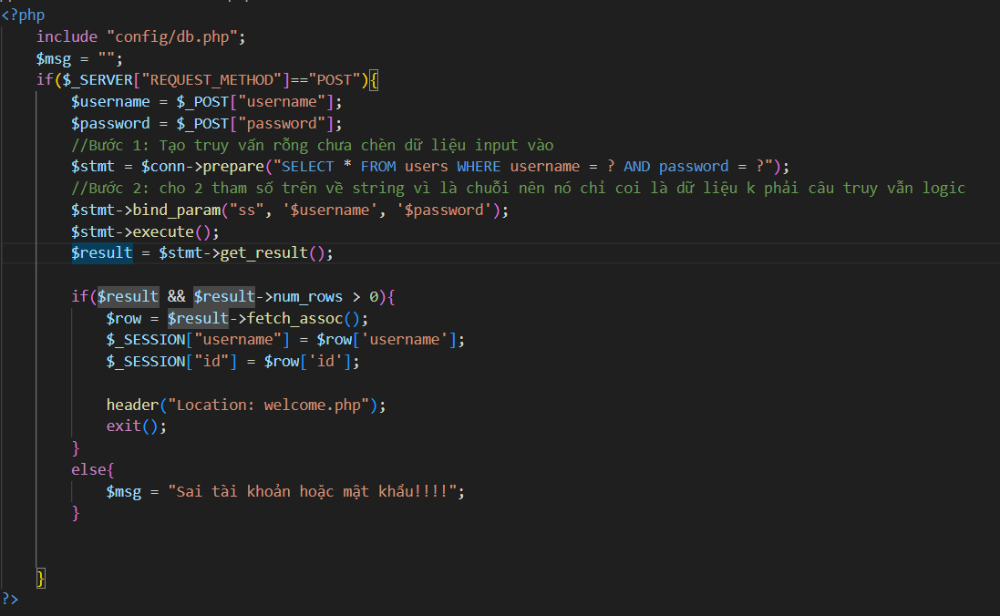 <?php
include "config/db.php";
$msg = "";
if($_SERVER["REQUEST_METHOD"]=="POST"){
$username = $_POST["username"];
$password = $_POST["password"];
//Bước 1: Tạo truy vấn rỗng chưa chèn dữ liệu input vào
$stmt = $conn->prepare("SELECT * FROM users WHERE username = ? AND password = ?");
//Bước 2: cho 2 tham số trên về string vì là chuỗi nên nó chỉ coi là dữ liệu k phải câu truy vẫn logic
$stmt->bind_param("ss", '$username', '$password');
$stmt->execute();
$result = $stmt->get_result();
if($result && $result->num_rows > 0){
$row = $result->fetch_assoc();
$_SESSION["username"] = $row['username'];
$_SESSION["id"] = $row['id'];
header("Location: welcome.php");
exit();
}
else{
$msg = "Sai tài khoản hoặc mật khẩu!!!!";
}
}
?>